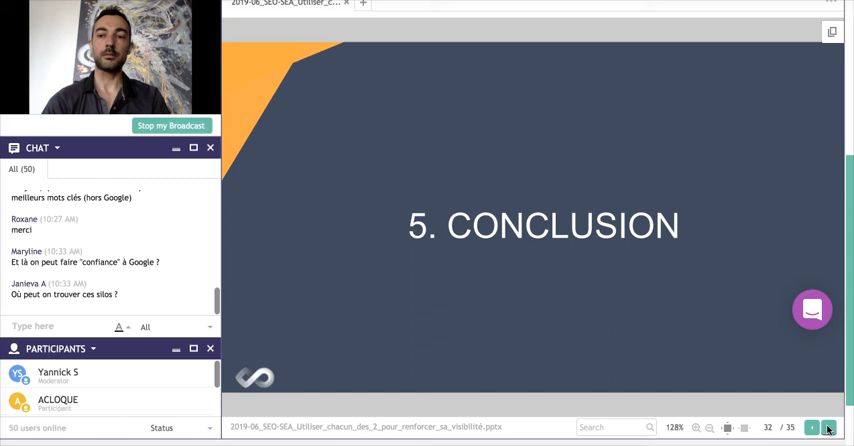 2019-06_SEO-SEA_Utiliser_c...
Stop my Broadcast
CHAT
All (50)
meilleurs mots clés (hors Google)
Roxane (10:27 AM)
merci
Maryline (10:33 AM)
Et là on peut faire "confiance" à Google ?
Janieva A (10:33 AM)
Où peut on trouver ces silos ?
Type here
A
All
PARTICIPANTS
YS
Yannick S
Moderator
A
ACLOQUE
Participant
50 users online
Status
5. CONCLUSION
2019-06_SEO-SEA_Utiliser_chacun_des_2_pour_renforcer_sa_visibilité.pptx
Search
128%
32 / 35